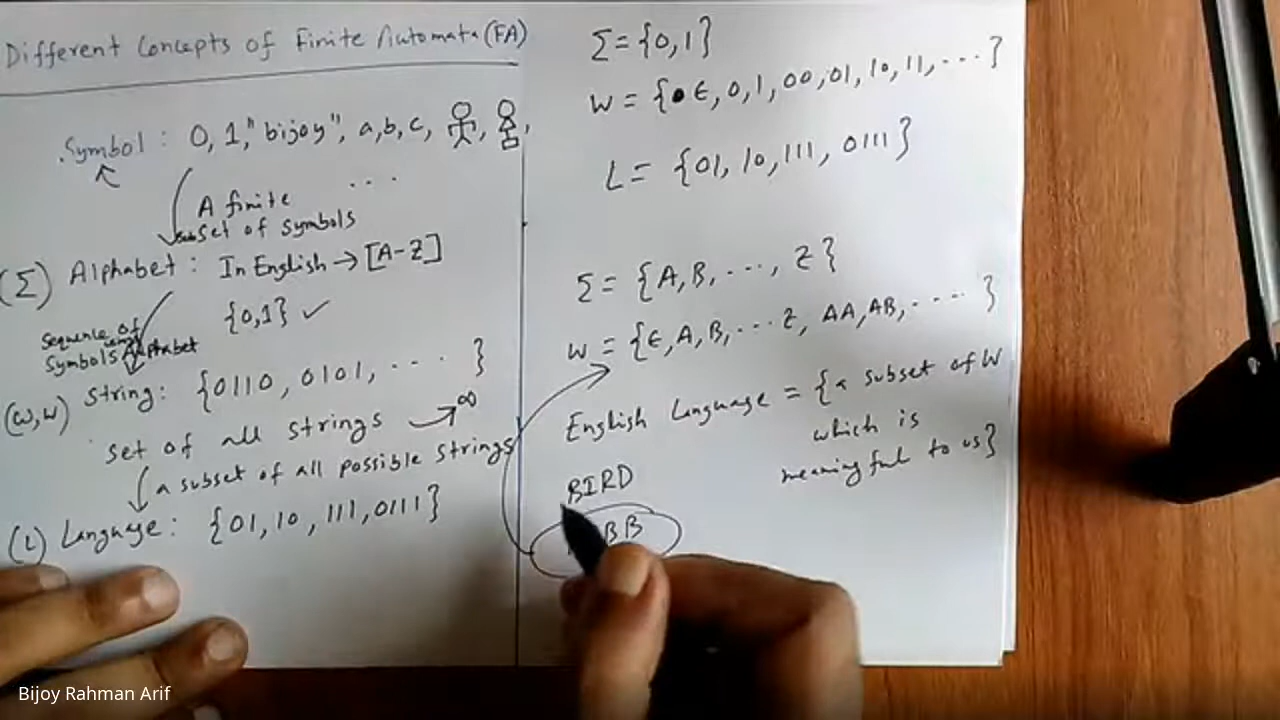 Different Concepts of Finite Automata (FA)
Symbol : 0, 1, "bijoy", a, b, c,
...
A finite
subset of symbols
(Σ) Alphabet : In English → [A-Z]
{0,1} ✓
Sequence of
Symbols Alphabet
(ω, w) String: {0110, 0101, ....}
Set of all strings → ∞
a subset of all possible strings
(L) Language : {01, 10, 111, 0111}
Σ = {0, 1}
W = {ϵ, 0, 1, 00, 01, 10, 11, ....}
L = {01, 10, 111, 0111}
Σ = {A, B, ...., Z}
W = {ϵ, A, B, ... Z, AA, AB, .....}
English Language = {a subset of W
which is
meaningful to us}
BIRD
BB
Bijoy Rahman Arif